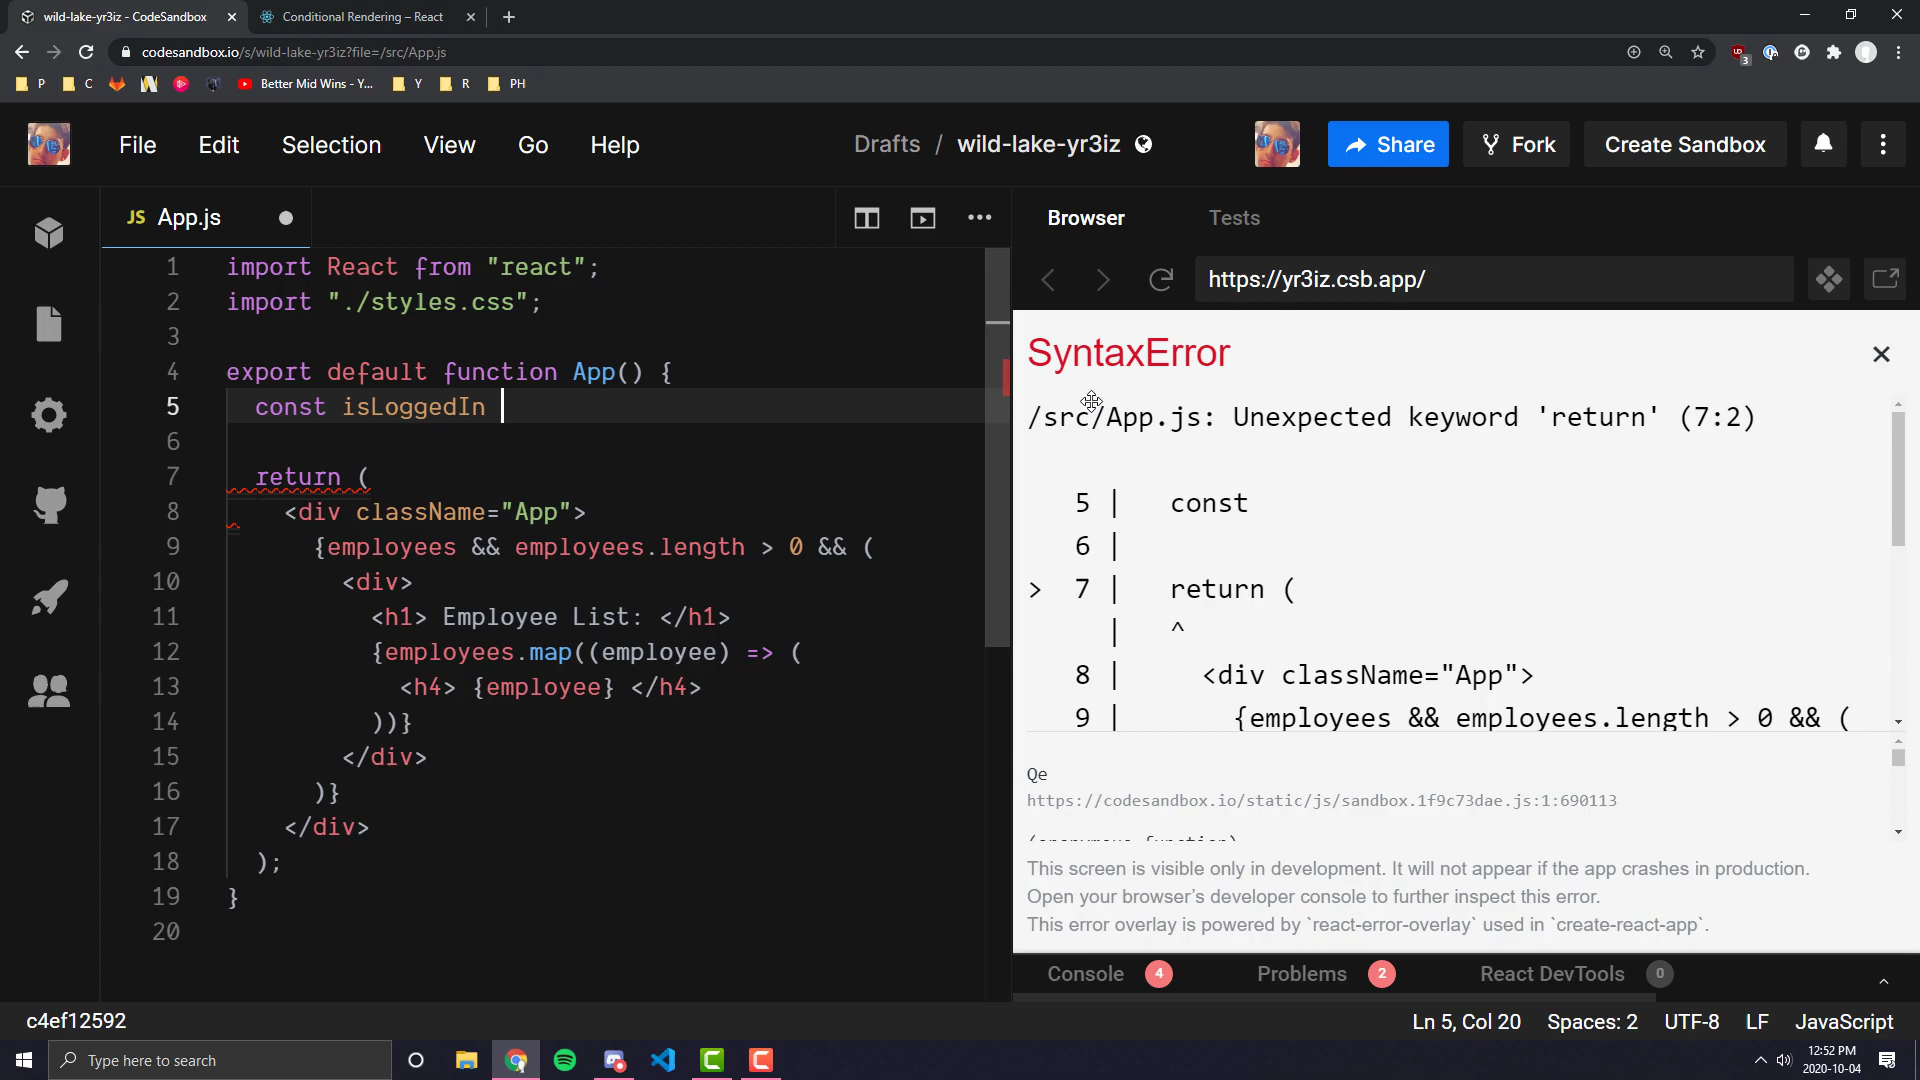 wild-lake-yr3iz - CodeSandbox
Conditional Rendering – React
codesandbox.io/s/wild-lake-yr3iz?file=/src/App.js
3
P
C
Better Mid Wins - Y...
Y
R
PH
File Edit Selection View Go Help
Drafts / wild-lake-yr3iz
Share
Fork
Create Sandbox
JS App.js
Browser
Tests
https://yr3iz.csb.app/
1 import React from "react";
2 import "./styles.css";
3
4 export default function App() {
5 const isLoggedIn
6
7 return (
8 <div className="App">
9 {employees && employees.length > 0 && (
10 <div>
11 <h1> Employee List: </h1>
12 {employees.map((employee) => (
13 <h4> {employee} </h4>
14 ))}
15 </div>
16 )}
17 </div>
18 );
19 }
20
SyntaxError
/src/App.js: Unexpected keyword 'return' (7:2)
5 | const
6 |
> 7 | return (
| ^
8 | <div className="App">
9 | {employees && employees.length > 0 && (
Qe
https://codesandbox.io/static/js/sandbox.1f9c73dae.js:1:690113
(anonymous function)
This screen is visible only in development. It will not appear if the app crashes in production.
Open your browser’s developer console to further inspect this error.
This error overlay is powered by `react-error-overlay` used in `create-react-app`.
Console 4
Problems 2
React DevTools 0
c4ef12592
Ln 5, Col 20 Spaces: 2 UTF-8 LF JavaScript
Type here to search
12:52 PM
2020-10-04